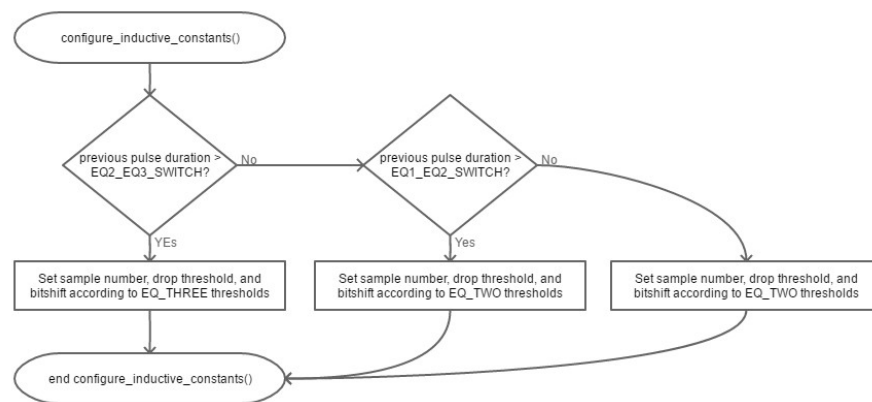 configure_inductive_constants()
previous pulse duration >
EQ2_EQ3_SWITCH?
No
previous pulse duration >
EQ1_EQ2_SWITCH?
No
YEs
Yes
Set sample number, drop threshold, and
bitshift according to EQ_THREE thresholds
Set sample number, drop threshold, and
bitshift according to EQ_TWO thresholds
Set sample number, drop threshold, and
bitshift according to EQ_TWO thresholds
end configure_inductive_constants()